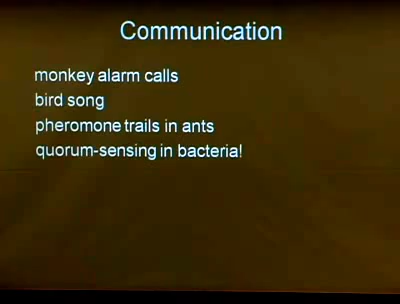 Communication
monkey alarm calls
bird song
pheromone trails in ants
quorum-sensing in bacteria!